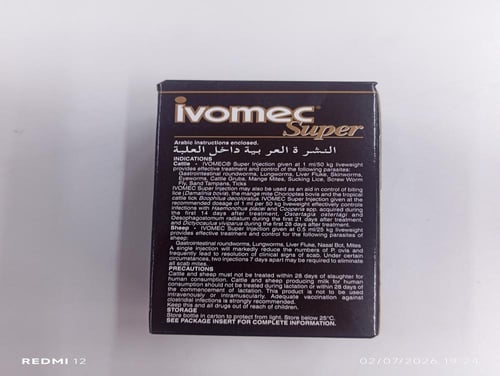 ivomec®
Super
Arabic instructions enclosed.
النشرة العربية داخل العلبة
INDICATIONS
Cattle - IVOMEC® Super Injection given at 1 ml/50 kg liveweight
provides effective treatment and control of the following parasites:
Gastrointestinal roundworms, Lungworms, Liver Fluke, Skinworms,
Eyeworms, Cattle Grubs, Mange Mites, Sucking Lice, Screw Worm
Fly, Sand Tampans, Ticks
IVOMEC Super Injection may also be used as an aid in control of biting
lice (Damalinia bovis), the mange mite Chorioptes bovis and the tropical
cattle tick Boophilus decoloratus. IVOMEC Super Injection given at the
recommended dosage of 1 ml per 50 kg liveweight effectively controls
infections with Haemonchus placei and Cooperia spp. acquired during
the first 14 days after treatment, Ostertagia ostertagi and
Oesophagostomum radiatum during the first 21 days after treatment,
and Dictyocaulus viviparus during the first 28 days after treatment.
Sheep - IVOMEC Super Injection given at 0.5 ml/25 kg liveweight
provides effective treatment and control for the following parasites of
sheep:
Gastrointestinal roundworms, Lungworms, Liver Fluke, Nasal Bot, Mites
A single injection will markedly reduce the numbers of P. ovis and
frequently lead to resolution of clinical signs of scab. Under certain
circumstances, two injections 7 days apart may be required to eliminate
all scab mites.
PRECAUTIONS
Cattle and sheep must not be treated within 28 days of slaughter for
human consumption. Cattle and sheep producing milk for human
consumption should not be treated during lactation or within 28 days of
the commencement of lactation. This product is not to be used
intravenously or intramuscularly. Adequate vaccination against
clostridial infections is strongly recommended.
Keep this and all drugs out of reach of children.
STORAGE
Store bottle in carton to protect from light. Store below 25°C.
SEE PACKAGE INSERT FOR COMPLETE INFORMATION.
REDMI 12
02/07/2026 19:24